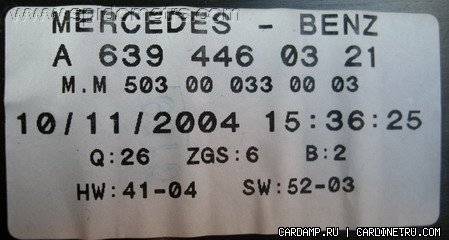 MERCEDES - BENZ
A 639 446 03 21
M.M 503 00 033 00 03
10/11/2004 15:36:25
Q:26 ZGS:6 B:2
HW:41-04 SW:52-03
CARDAMP.RU | CARDINETRU.COM